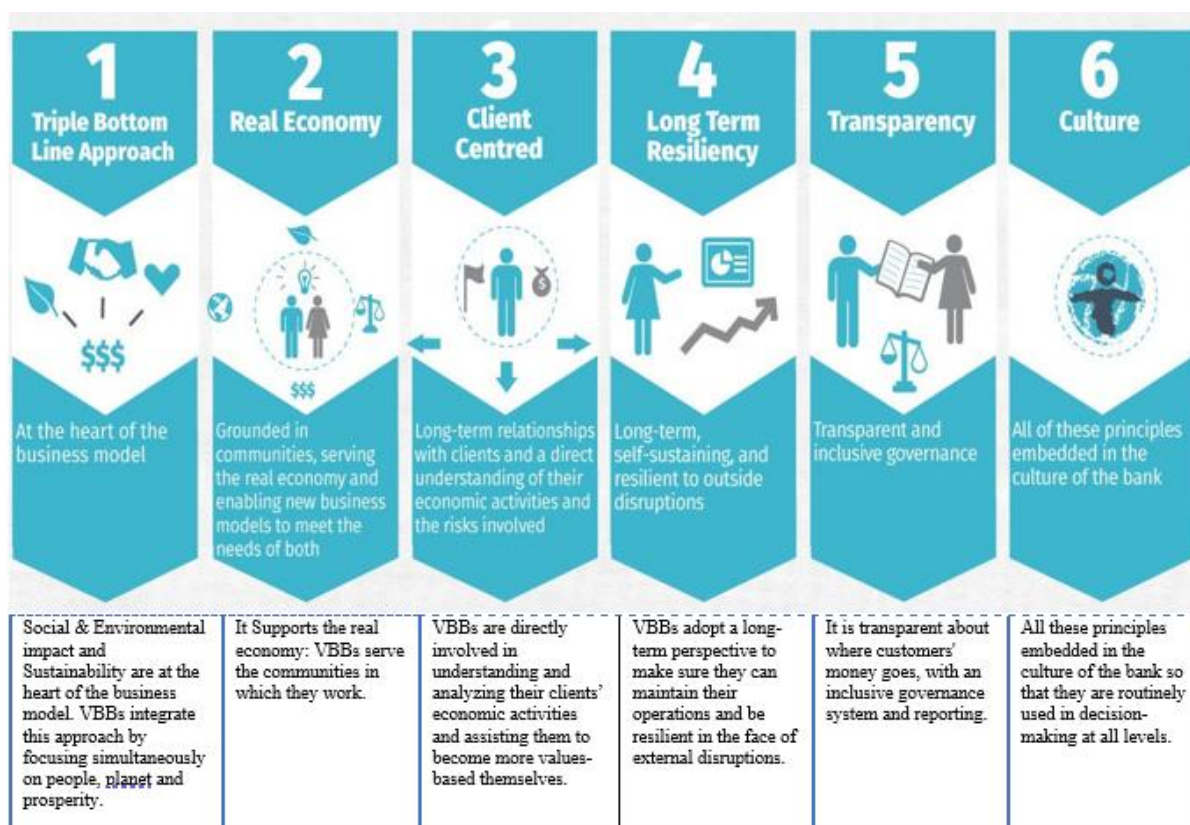 1
Triple Bottom
Line Approach
$$$
At the heart of the
business model
2
Real Economy
$$$
Grounded in
communities, serving
the real economy and
enabling new business
models to meet the
needs of both
3
Client
Centred
$
Long-term relationships
with clients and a direct
understanding of their
economic activities and
the risks involved
4
Long Term
Resiliency
Long-term,
self-sustaining, and
resilient to outside
disruptions
5
Transparency
Transparent and
inclusive governance
6
Culture
All of these principles
embedded in the
culture of the bank
Social & Environmental
impact and
Sustainability are at the
heart of the business
model. VBBs integrate
this approach by
focusing simultaneously
on people, planet and
prosperity.
It Supports the real
economy: VBBs serve
the communities in
which they work.
VBBs are directly
involved in
understanding and
analyzing their clients’
economic activities
and assisting them to
become more values-
based themselves.
VBBs adopt a long-
term perspective to
make sure they can
maintain their
operations and be
resilient in the face of
external disruptions.
It is transparent about
where customers'
money goes, with an
inclusive governance
system and reporting.
All these principles
embedded in the
culture of the bank so
that they are routinely
used in decision-
making at all levels.